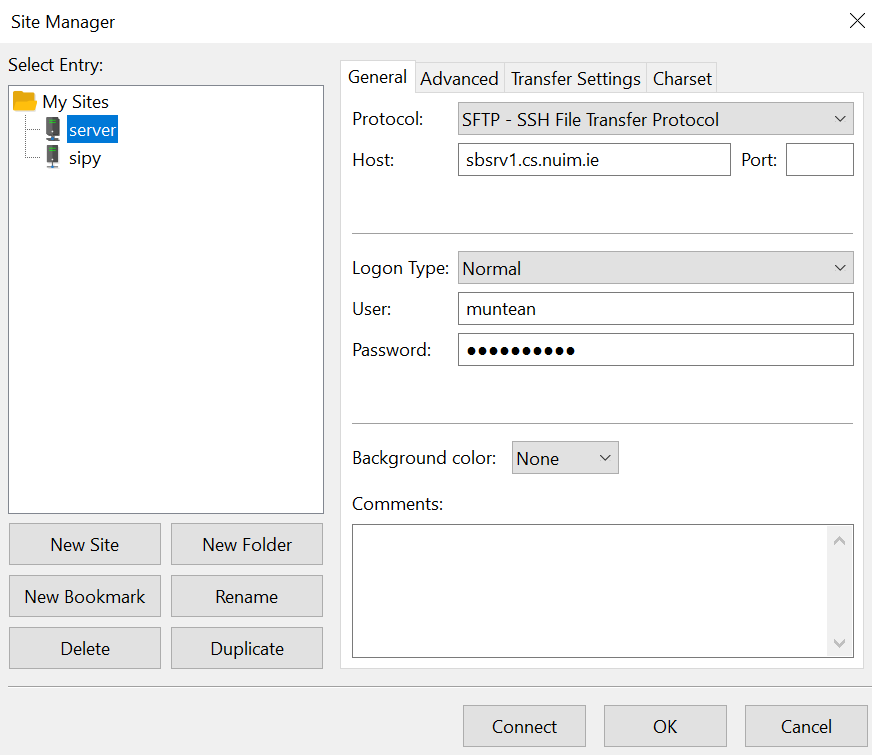 Site Manager
Select Entry:
My Sites
server
sipy
New Site
New Folder
New Bookmark
Rename
Delete
Duplicate
General
Advanced
Transfer Settings
Charset
Protocol:
SFTP - SSH File Transfer Protocol
Host:
sbsrv1.cs.nuim.ie
Port:
Logon Type:
Normal
User:
muntean
Password:
●●●●●●●●●●
Background color:
None
Comments:
Connect
OK
Cancel